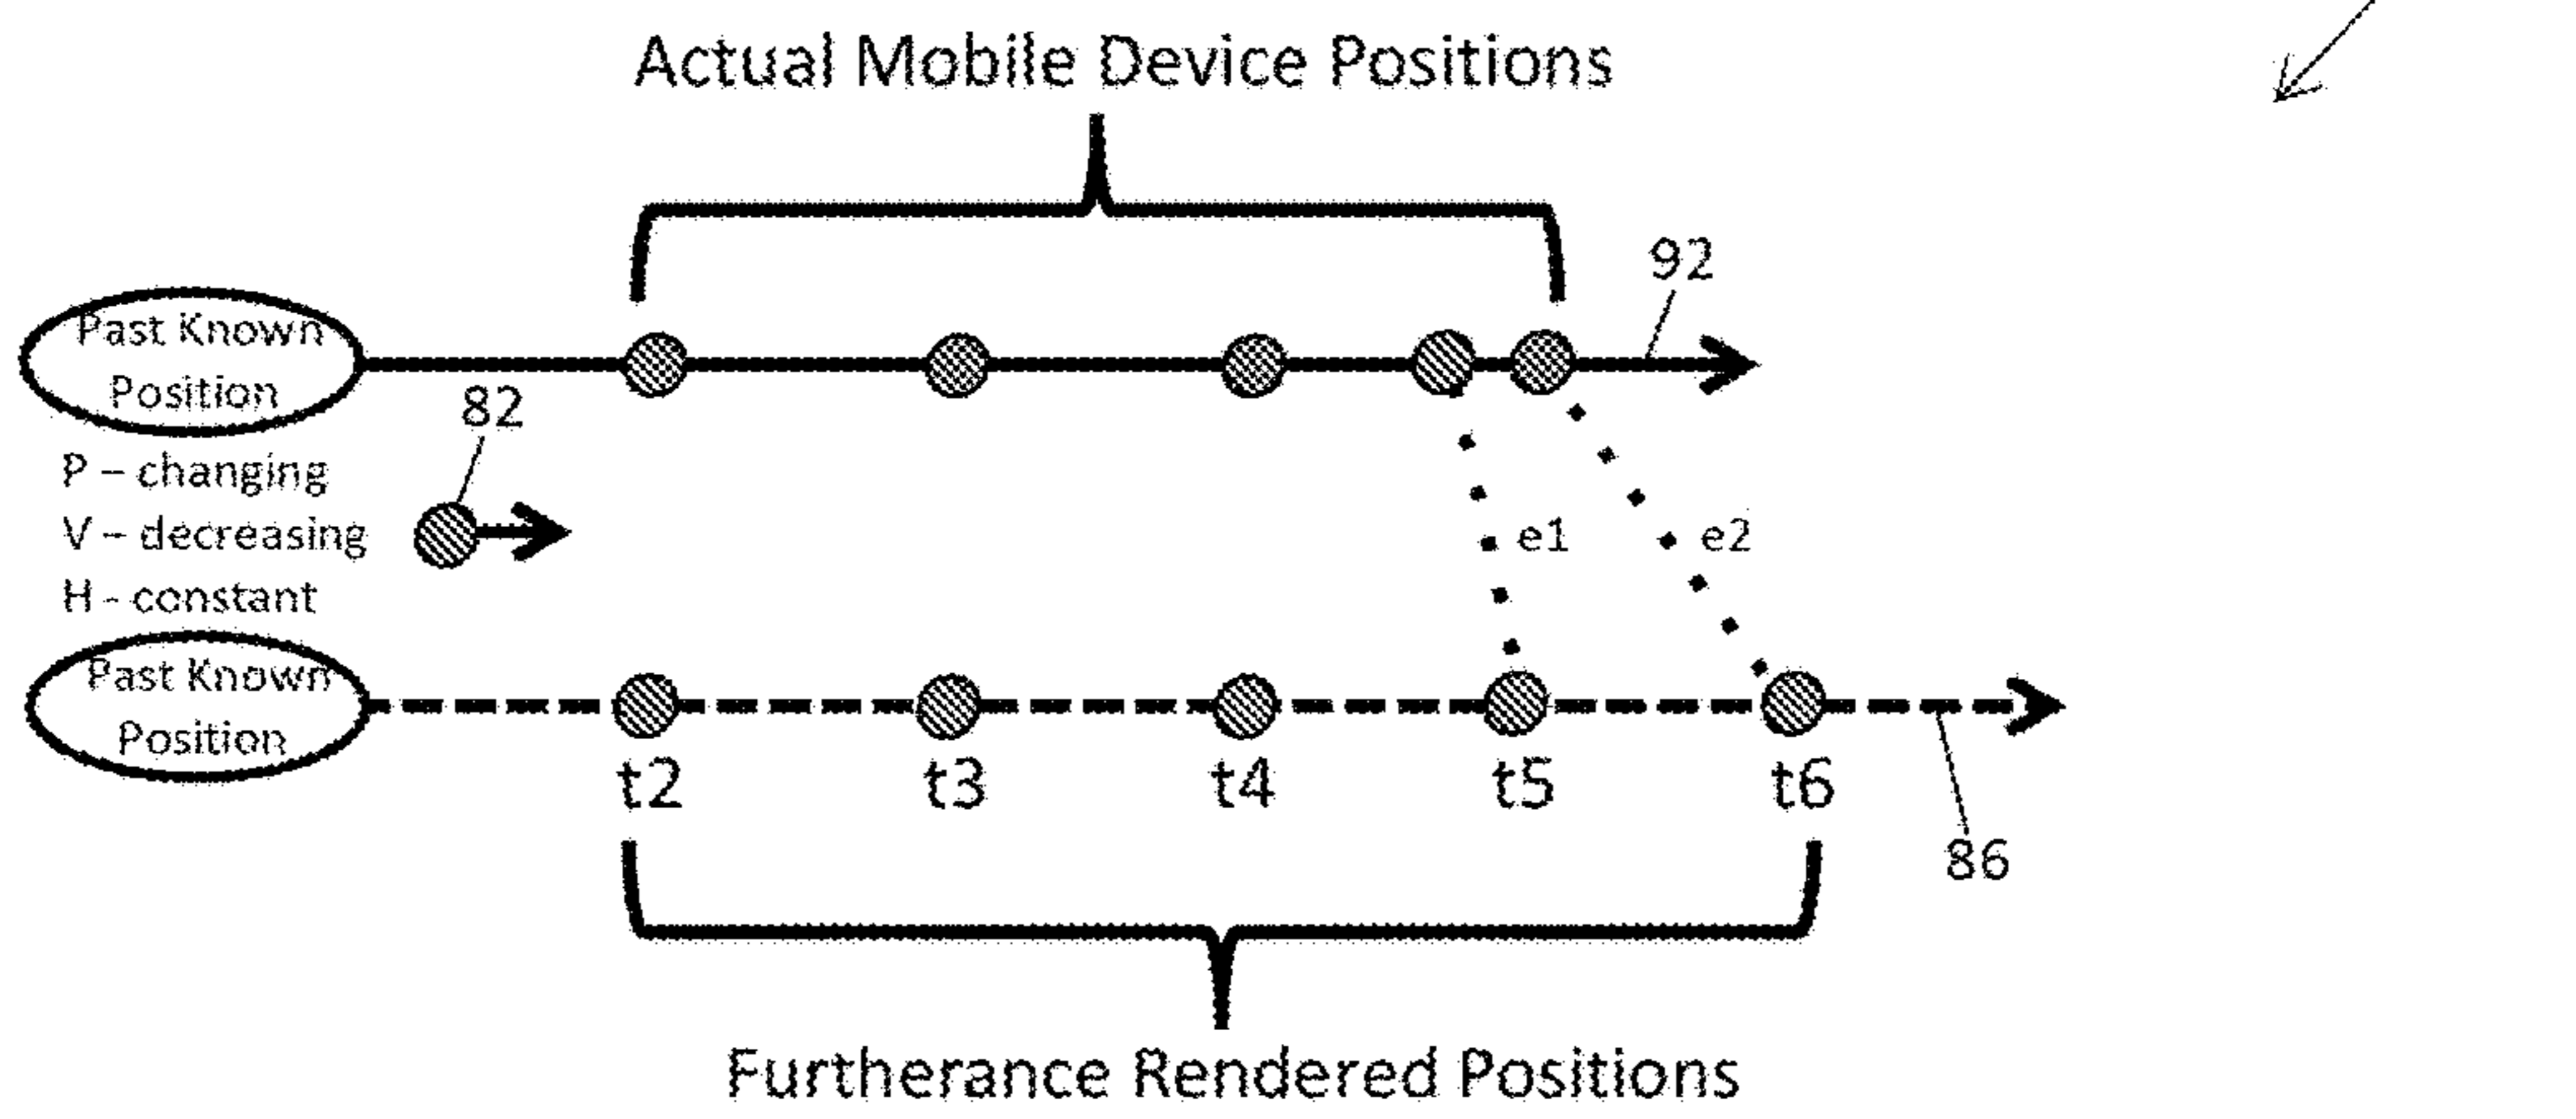 Actual Mobile Device Positions
92
Past Known
Position
82
P – changing
V – decreasing
H - constant
e1
e2
Past Known
Position
t2
t3
t4
t5
t6
86
Furtherance Rendered Positions